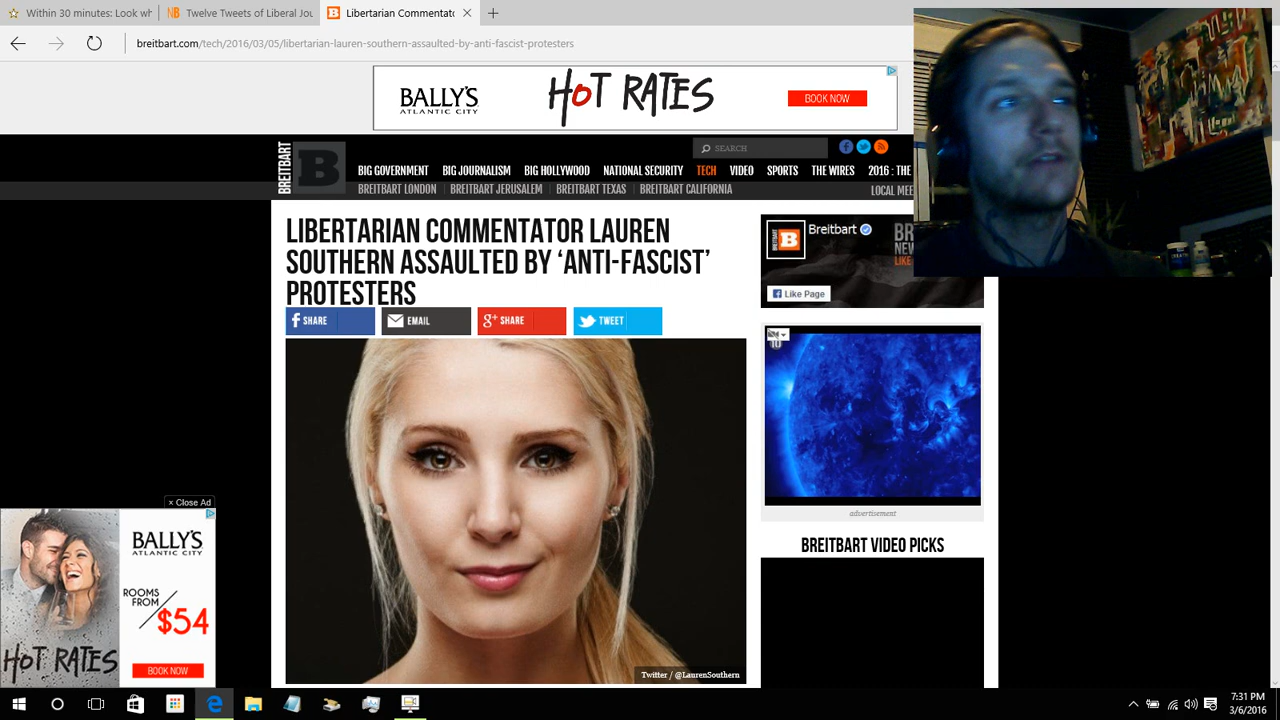 Within 30 minutes: Look wh
NB Twelve Tweets of Liberal Jou
Libertarian Commentato
breitbart.com/tech/2016/03/05/libertarian-lauren-southern-assaulted-by-anti-fascist-protesters
BALLY'S
ATLANTIC CITY
HOT RATES
BOOK NOW
BREITBART
B
SEARCH
BIG GOVERNMENT BIG JOURNALISM BIG HOLLYWOOD NATIONAL SECURITY TECH VIDEO SPORTS THE WIRES 2016 : THE
BREITBART LONDON BREITBART JERUSALEM BREITBART TEXAS BREITBART CALIFORNIA LOCAL MEE
LIBERTARIAN COMMENTATOR LAUREN
SOUTHERN ASSAULTED BY ‘ANTI-FASCIST’
PROTESTERS
SHARE EMAIL g+ SHARE TWEET
Twitter / @LaurenSouthern
B Breitbart
BR
NEW
LIKE
Like Page
10
advertisement
BREITBART VIDEO PICKS
× Close Ad
BALLY'S
ATLANTIC CITY
ROOMS
FROM
$54
HOT RATES
BOOK NOW
7:31 PM
3/6/2016